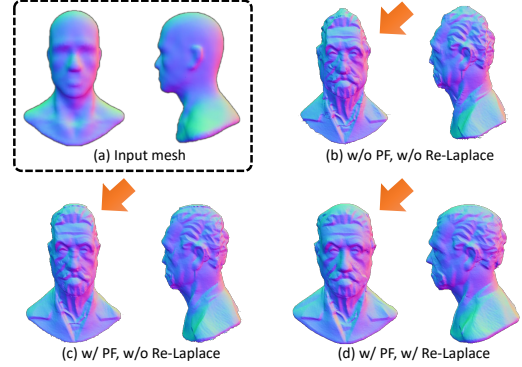 (a) Input mesh
(b) w/o PF, w/o Re-Laplace
(c) w/ PF, w/o Re-Laplace
(d) w/ PF, w/ Re-Laplace